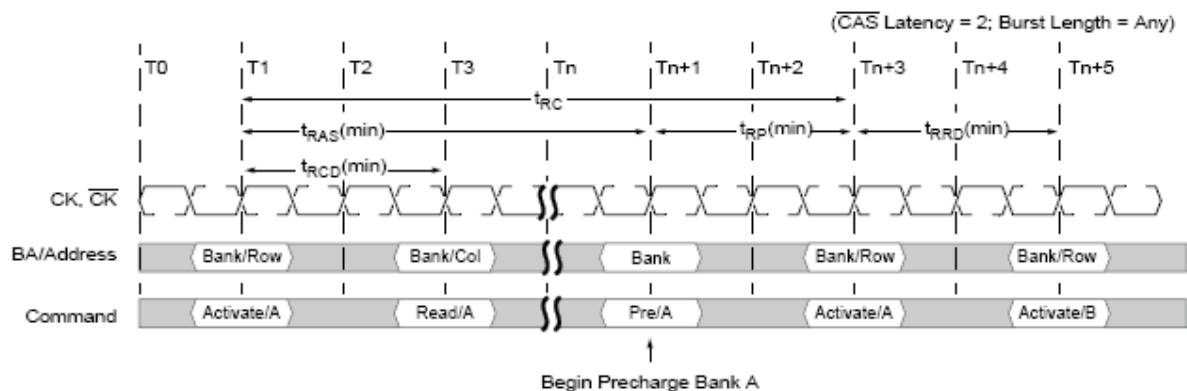 (CAS Latency = 2; Burst Length = Any)
T0 T1 T2 T3 Tn Tn+1 Tn+2 Tn+3 Tn+4 Tn+5
tRC
tRAS(min) tRP(min) tRRD(min)
tRCD(min)
CK, CK
BA/Address Bank/Row Bank/Col Bank Bank/Row Bank/Row
Command Activate/A Read/A Pre/A Activate/A Activate/B
Begin Precharge Bank A